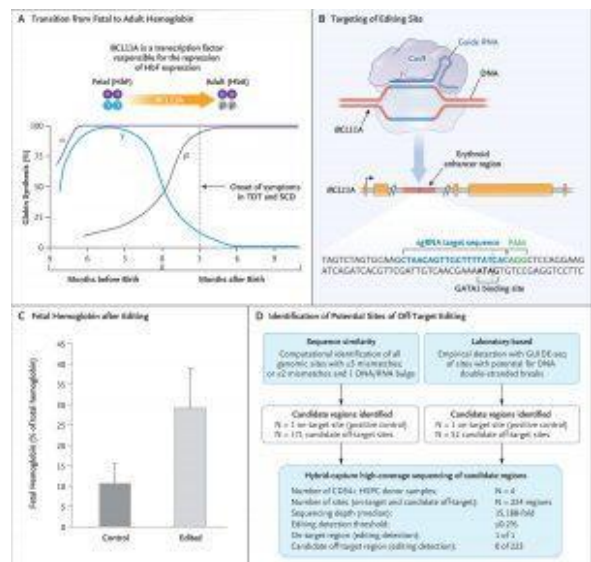 A Transition from Fetal to Adult Hemoglobin
BCL11A is a transcription factor
responsible for the repression
of HbF expression
Fetal (HbF)
Adult (HbA)
BCL11A
α
γ
β
Globin Synthesis (%)
100
75
50
25
0
Onset of symptoms
in TDT and SCD
9
6
3
0
3
6
9
Months before Birth
Months after Birth
B Targeting of Editing Site
Cas9
Guide RNA
DNA
BCL11A
Erythroid
enhancer region
BCL11A
sgRNA target sequence
PAM
TAGTCTAGTGCAAGCTAACAGTTGCTTTTATCACAGGCTCCAGGAAG
ATCAGATCACGTTCGATTGTCAACGAAAATAGTGTCCGAGGTCCTTC
GATA1 binding site
C Fetal Hemoglobin after Editing
Fetal Hemoglobin (% of total hemoglobin)
45
40
35
30
25
20
15
10
5
0
Control
Edited
D Identification of Potential Sites of Off-Target Editing
Sequence similarity
Computational identification of all
genomic sites with ≤3 mismatches
or ≤2 mismatches and 1 DNA/RNA bulge
Laboratory-based
Empirical detection with GUIDE-seq
of sites with potential for DNA
double-stranded breaks
Candidate regions identified
N = 1 on-target site (positive control)
N = 171 candidate off-target sites
Candidate regions identified
N = 1 on-target site (positive control)
N = 52 candidate off-target sites
Hybrid-capture high-coverage sequencing of candidate regions
Number of CD34+ HSPC donor samples:
N = 4
Number of sites (on-target and candidate off-target):
N = 224 regions
Sequencing depth (median):
Editing detection threshold:
≤0.2%
On-target region (editing detection):
1 of 1
Candidate off-target region (editing detection):
0 of 223